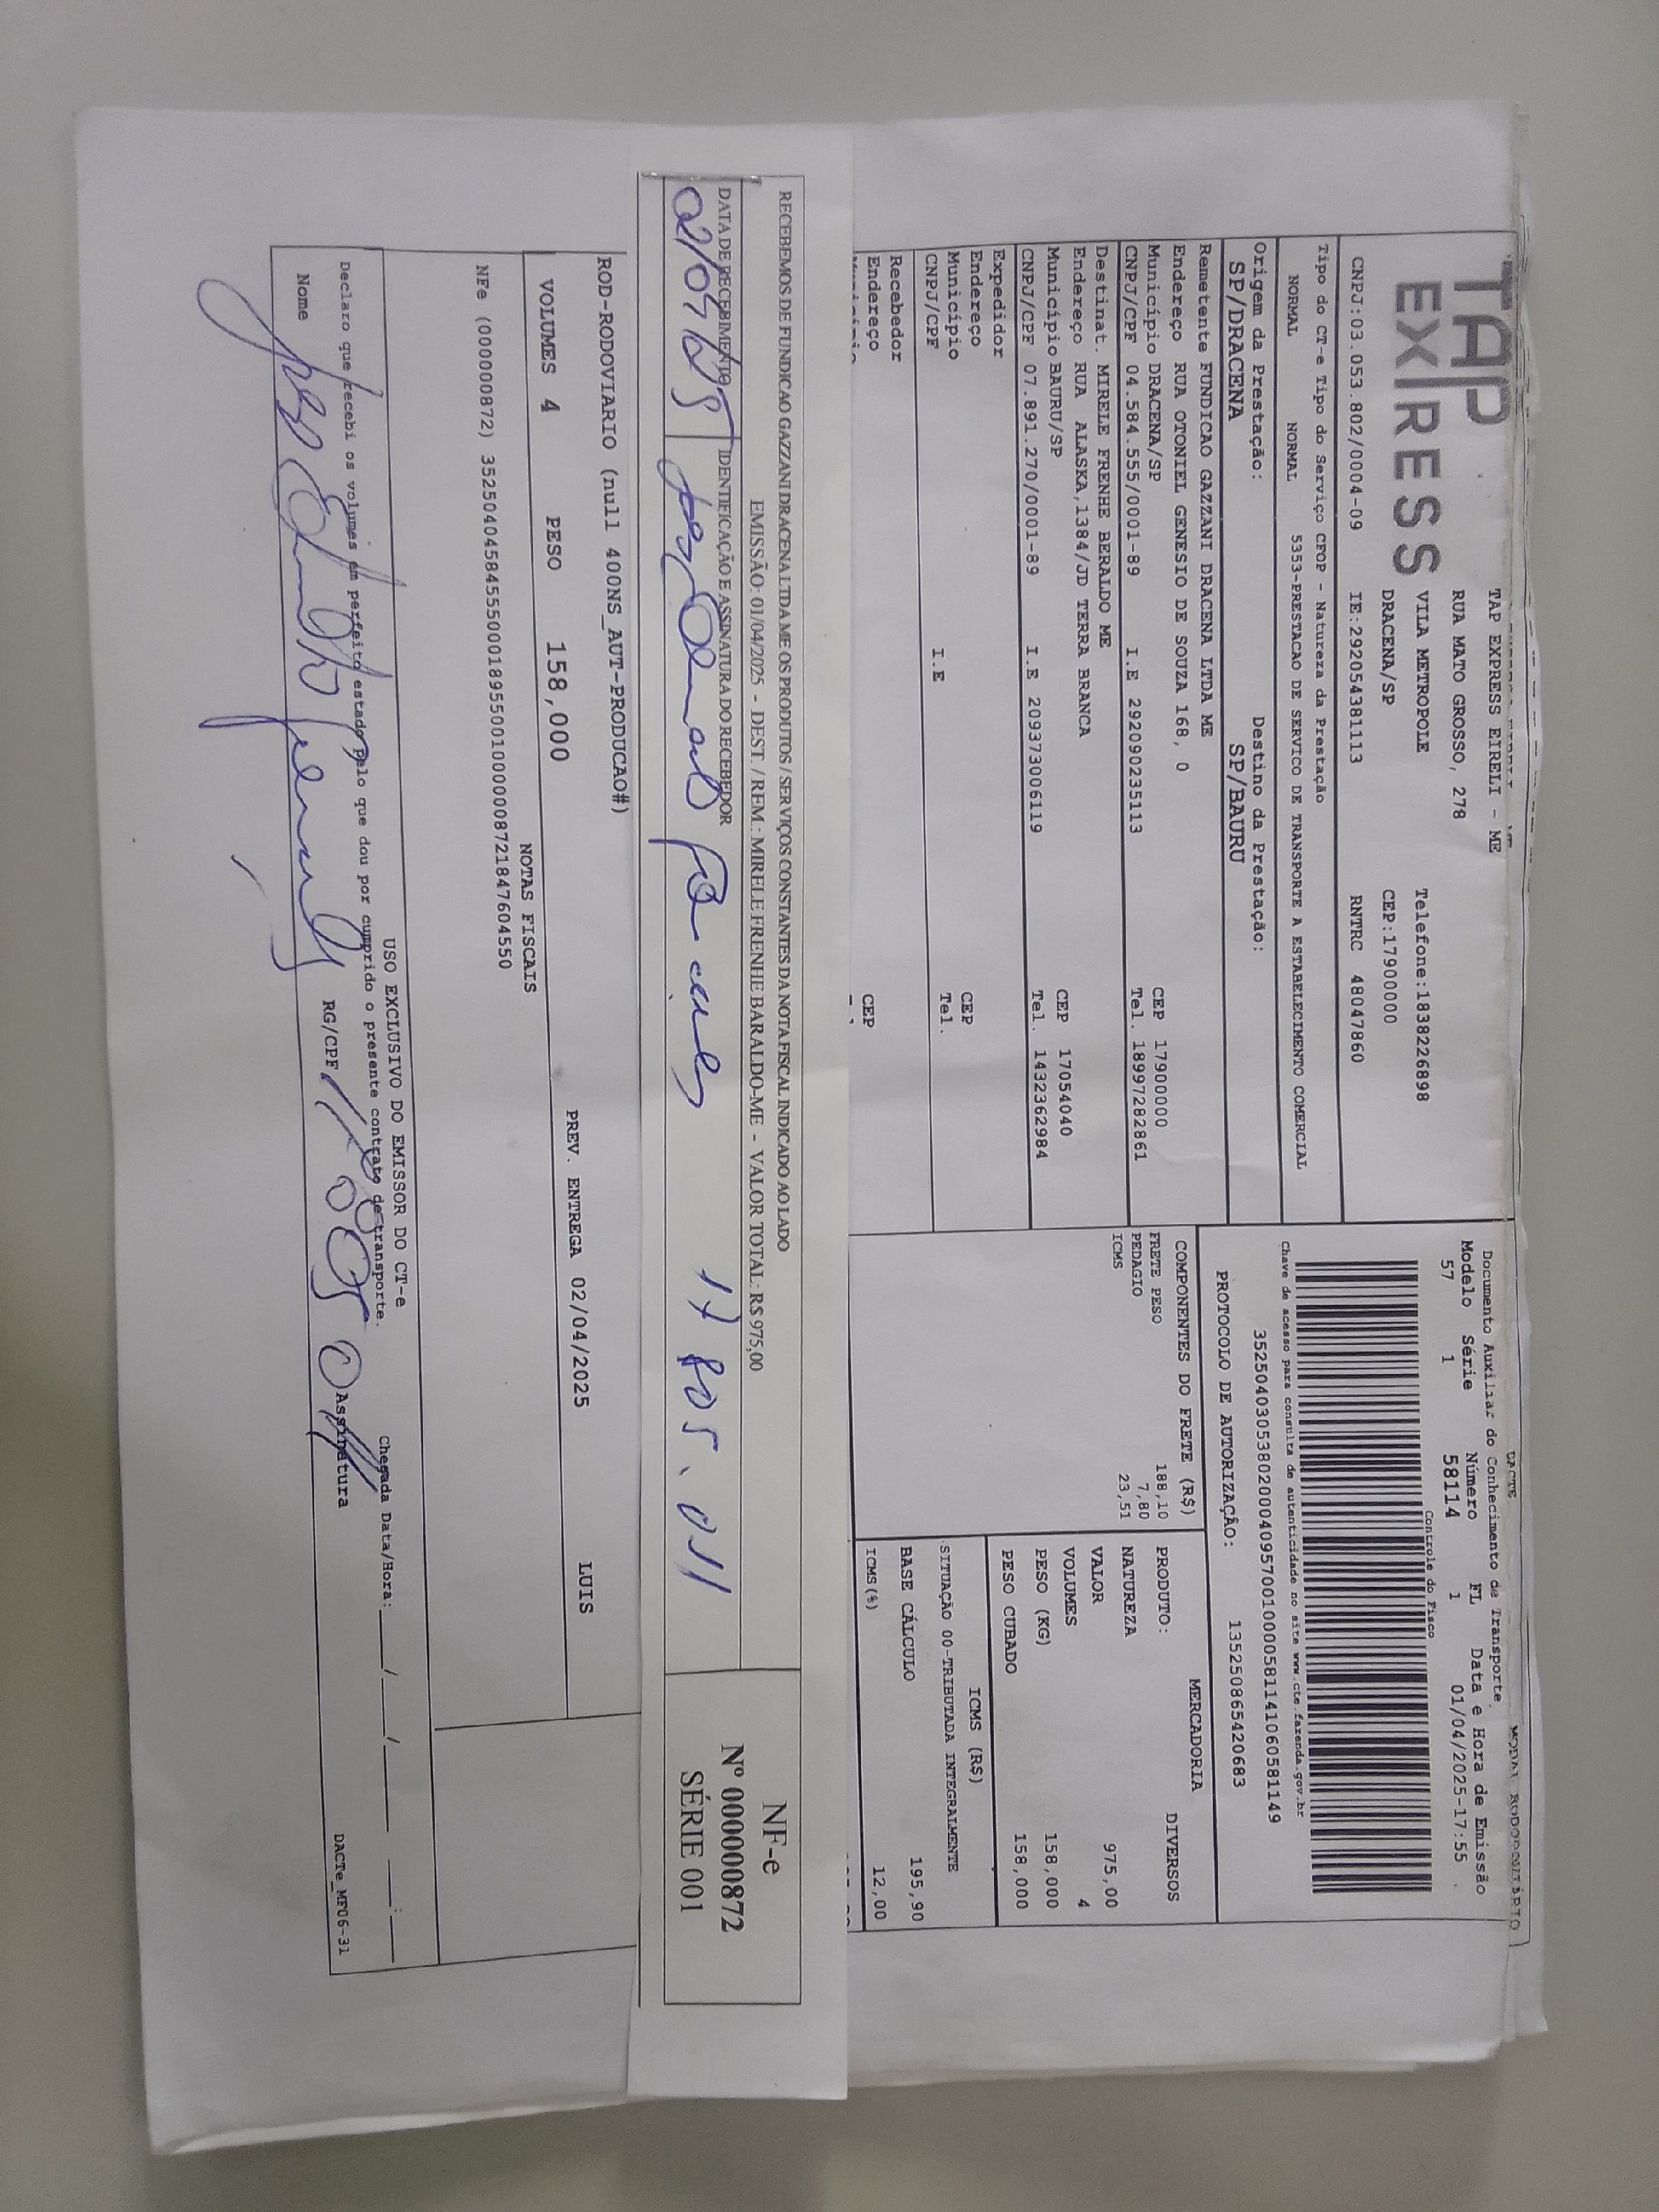 DACTE
MODAL RODOVIÁRIO
TAP
EXPRESS
TAP EXPRESS EIRELI - ME
RUA MATO GROSSO, 278
VILA METROPOLE Telefone:1838226898
DRACENA/SP CEP:17900000
CNPJ:03.053.802/0004-09 IE:292054381113 RNTRC 48047860
Documento Auxiliar do Conhecimento de Transporte
Modelo Série Número FL Data e Hora de Emissão
57 1 58114 1 01/04/2025-17:55
Controle do Fisco
Chave de acesso para consulta de autenticidade no site www.cte.fazenda.gov.br
35250403053802000409570010000581141060581149
PROTOCOLO DE AUTORIZAÇÃO: 135250865420683
Tipo do CT-e Tipo do Serviço CFOP - Natureza da Prestação
NORMAL NORMAL 5353-PRESTACAO DE SERVICO DE TRANSPORTE A ESTABELECIMENTO COMERCIAL
Origem da Prestação: Destino da Prestação:
SP/DRACENA SP/BAURU
Remetente FUNDICAO GAZZANI DRACENA LTDA ME
Endereço RUA OTONIEL GENESIO DE SOUZA 168, 0
Município DRACENA/SP CEP 17900000
CNPJ/CPF 04.584.555/0001-89 I.E 292090235113 Tel. 18997282861
Destinat. MIRELE FRENHE BERALDO ME
Endereço RUA ALASKA,1384/JD TERRA BRANCA
Município BAURU/SP CEP 17054040
CNPJ/CPF 07.891.270/0001-89 I.E 209373006119 Tel. 1432362984
Expedidor
Endereço
Município CEP
CNPJ/CPF I.E Tel.
Recebedor
Endereço CEP
COMPONENTES DO FRETE (R$)
FRETE PESO 188,10
PEDAGIO 7,80
ICMS 23,51
MERCADORIA
PRODUTO: DIVERSOS
NATUREZA
VALOR 975,00
VOLUMES 4
PESO (KG) 158,000
PESO CUBADO 158,000
ICMS (R$)
SITUAÇÃO 00-TRIBUTADA INTEGRALMENTE
BASE CÁLCULO 195,90
ICMS(%) 12,00
RECEBEMOS DE FUNDICAO GAZZANI DRACENA LTDA ME OS PRODUTOS / SERVIÇOS CONSTANTES DA NOTA FISCAL INDICADO AO LADO
EMISSÃO: 01/04/2025 - DEST. / REM.: MIRELE FRENHE BARALDO-ME - VALOR TOTAL: R$ 975,00
DATA DE RECEBIMENTO IDENTIFICAÇÃO E ASSINATURA DO RECEBEDOR
17 805.011
NF-e
Nº 000000872
SÉRIE 001
ROD-RODOVIARIO (null 400NS_AUT-PRODUCAO#)
VOLUMES 4 PESO 158,000 PREV. ENTREGA 02/04/2025 LUIS
NOTAS FISCAIS
NFe (000000872) 35250404584555000189550010000008721847604550
USO EXCLUSIVO DO EMISSOR DO CT-e
Declaro que recebi os volumes em perfeito estado pelo que dou por cumprido o presente contrato de transporte.
Chegada Data/Hora:___/___/___ __:__
Nome RG/CPF Assinatura
DACTe_MF06-31